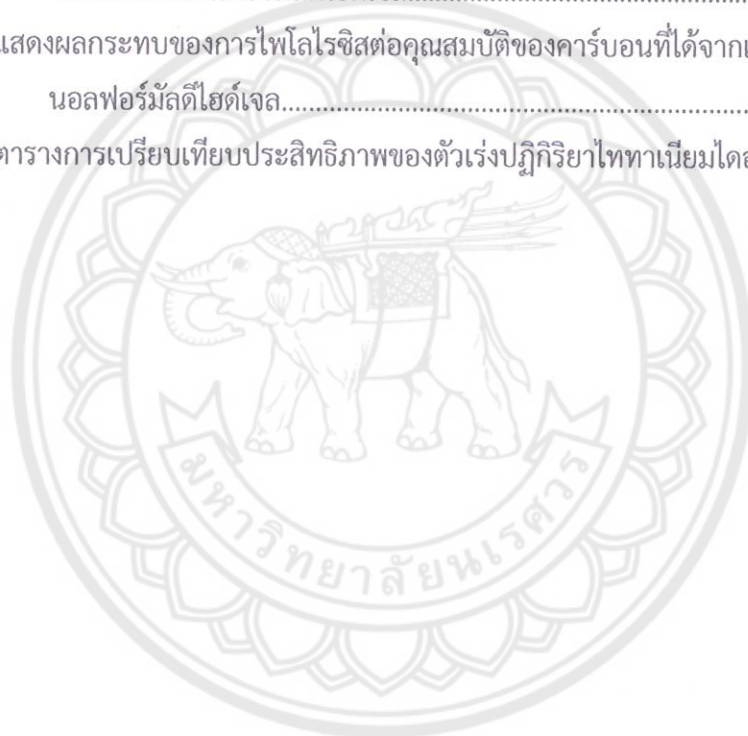 แสดงผลกระทบของการไพโลไรซิสต่อคุณสมบัติของคาร์บอนที่ได้จาก
นอลฟอร์มัลดีไฮด์เจล
ตารางการเปรียบเทียบประสิทธิภาพของตัวเร่งปฏิกิริยาไททาเนียม
มหาวิทยาลัยนเรศวร